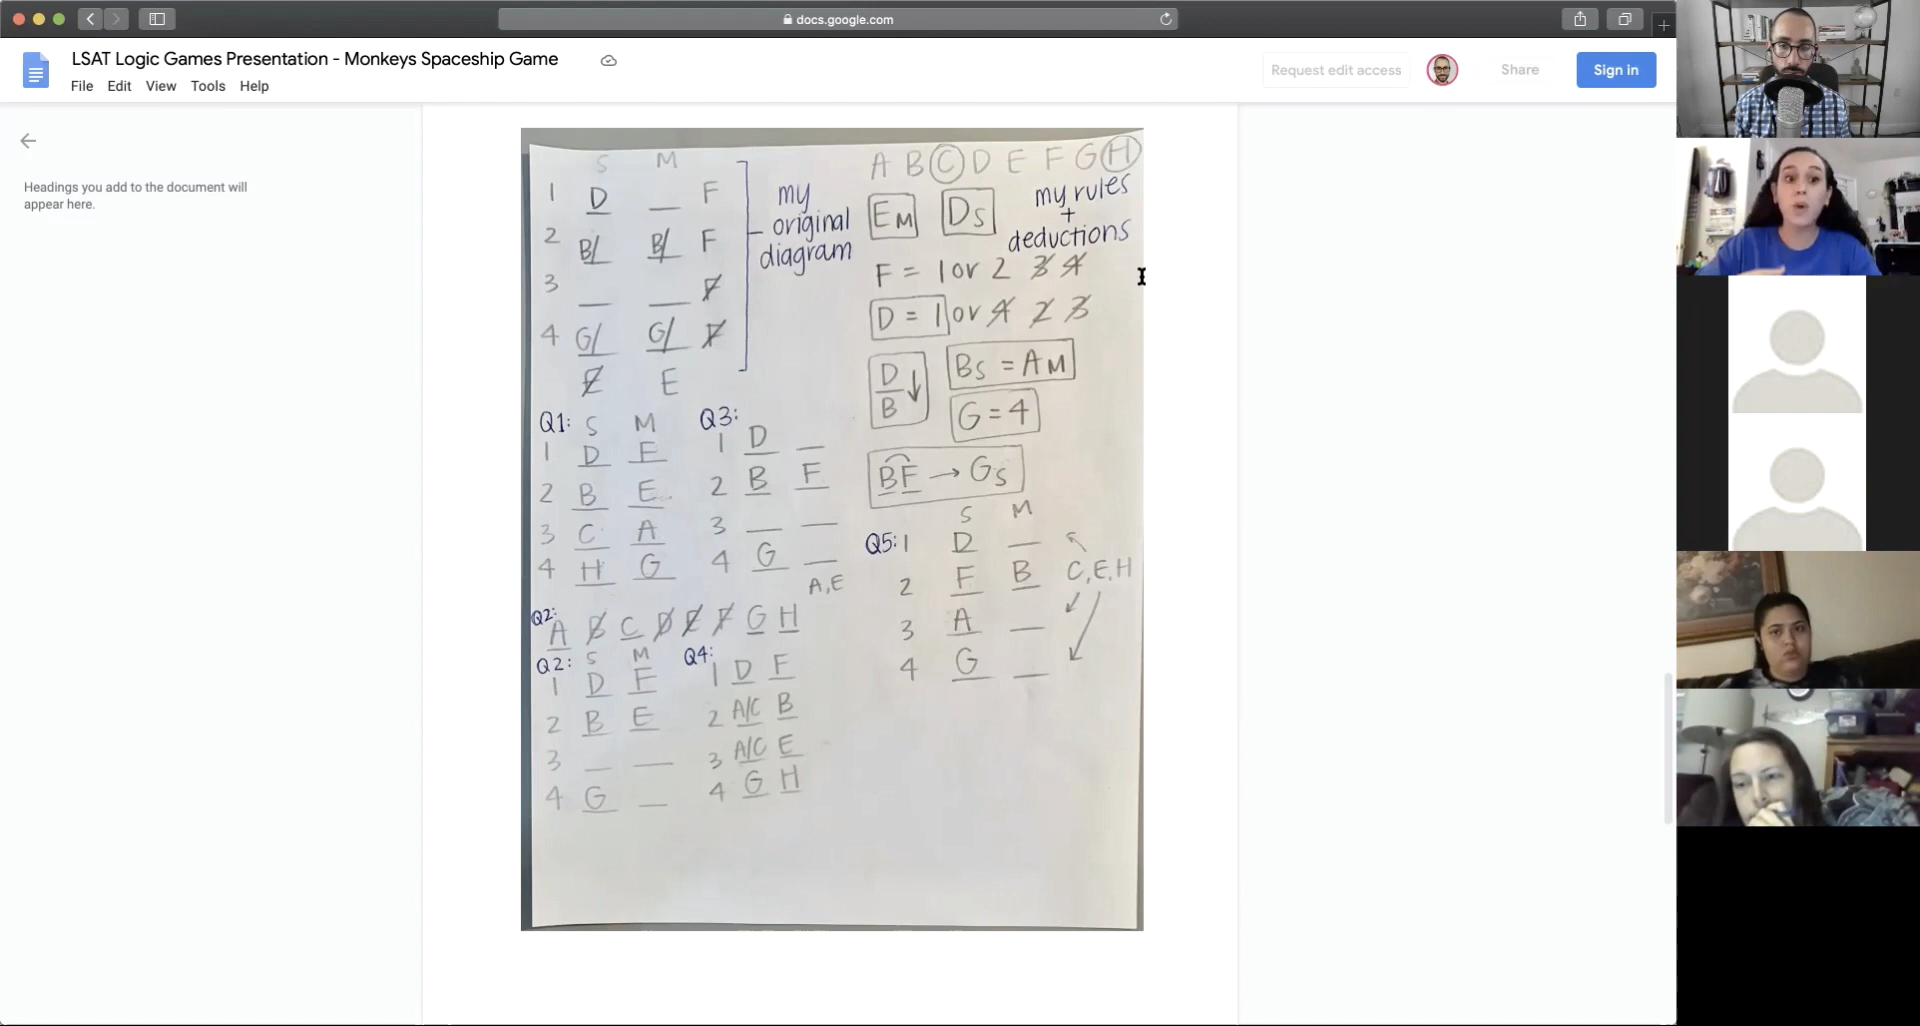 docs.google.com
LSAT Logic Games Presentation - Monkeys Spaceship Game
File Edit View Tools Help
Request edit access
Share
Sign in
Headings you add to the document will
appear here.
S M
1 D _ F
2 B/ B/ F
3 _ _ F
4 G/ G/ F
E E
my
original
diagram
A B C D E F G H
EM DS
my rules
+
deductions
F = 1 or 2 3 4
D = 1 or 4 2 3
D
B
BS = AM
G = 4
BF → GS
Q1: S M
1 D F
2 B E
3 C A
4 H G
Q3:
1 D _
2 B F
3 _ _
4 G _
A, E
Q2:
A B C D E F G H
Q2: S M
1 D F
2 B E
3 _ _
4 G _
Q4:
1 D F
2 A/C B
3 A/C E
4 G H
S M
Q5: 1 D _
2 F B C, E, H
3 A _
4 G _